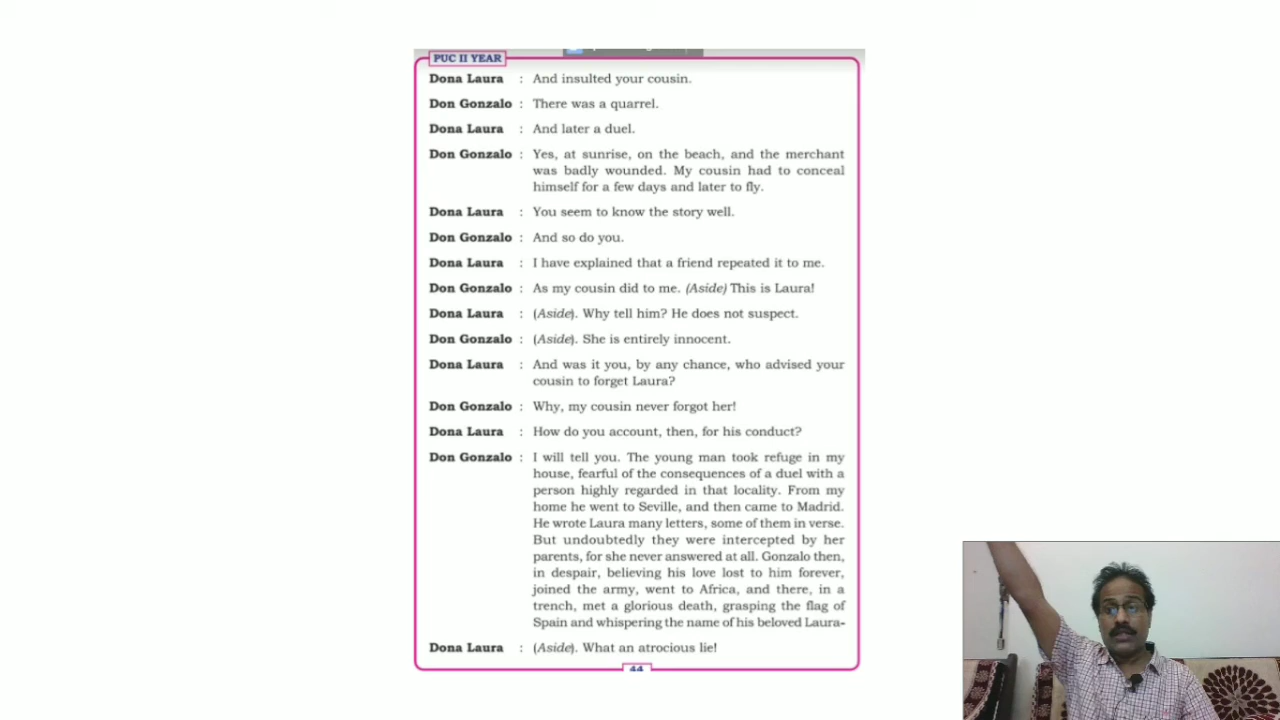 PUC II YEAR
Dona Laura : And insulted your cousin.
Don Gonzalo : There was a quarrel.
Dona Laura : And later a duel.
Don Gonzalo : Yes, at sunrise, on the beach, and the merchant
was badly wounded. My cousin had to conceal
himself for a few days and later to fly.
Dona Laura : You seem to know the story well.
Don Gonzalo : And so do you.
Dona Laura : I have explained that a friend repeated it to me.
Don Gonzalo : As my cousin did to me. (Aside) This is Laura!
Dona Laura : (Aside). Why tell him? He does not suspect.
Don Gonzalo : (Aside). She is entirely innocent.
Dona Laura : And was it you, by any chance, who advised your
cousin to forget Laura?
Don Gonzalo : Why, my cousin never forgot her!
Dona Laura : How do you account, then, for his conduct?
Don Gonzalo : I will tell you. The young man took refuge in my
house, fearful of the consequences of a duel with a
person highly regarded in that locality. From my
home he went to Seville, and then came to Madrid.
He wrote Laura many letters, some of them in verse.
But undoubtedly they were intercepted by her
parents, for she never answered at all. Gonzalo then,
in despair, believing his love lost to him forever,
joined the army, went to Africa, and there, in a
trench, met a glorious death, grasping the flag of
Spain and whispering the name of his beloved Laura-
Dona Laura : (Aside). What an atrocious lie!
44